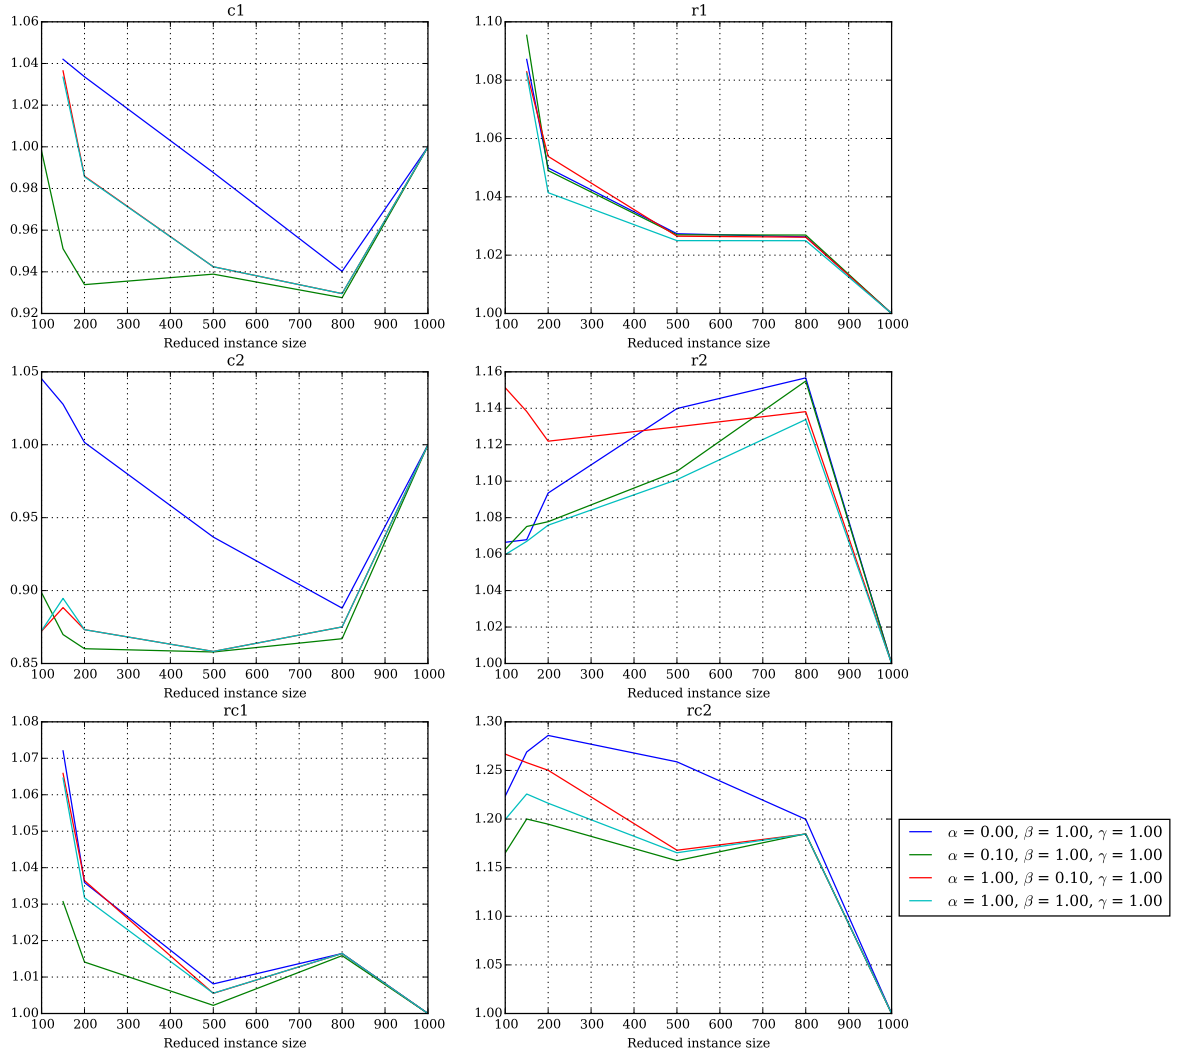 c1
1.06
1.04
1.02
1.00
0.98
0.96
0.94
0.92
100 200 300 400 500 600 700 800 900 1000
Reduced instance size
r1
1.10
1.08
1.06
1.04
1.02
1.00
100 200 300 400 500 600 700 800 900 1000
Reduced instance size
c2
1.05
1.00
0.95
0.90
0.85
100 200 300 400 500 600 700 800 900 1000
Reduced instance size
r2
1.16
1.14
1.12
1.10
1.08
1.06
1.04
1.02
1.00
100 200 300 400 500 600 700 800 900 1000
Reduced instance size
rc1
1.08
1.07
1.06
1.05
1.04
1.03
1.02
1.01
1.00
100 200 300 400 500 600 700 800 900 1000
Reduced instance size
rc2
1.30
1.25
1.20
1.15
1.10
1.05
1.00
100 200 300 400 500 600 700 800 900 1000
Reduced instance size
α = 0.00, β = 1.00, γ = 1.00
α = 0.10, β = 1.00, γ = 1.00
α = 1.00, β = 0.10, γ = 1.00
α = 1.00, β = 1.00, γ = 1.00